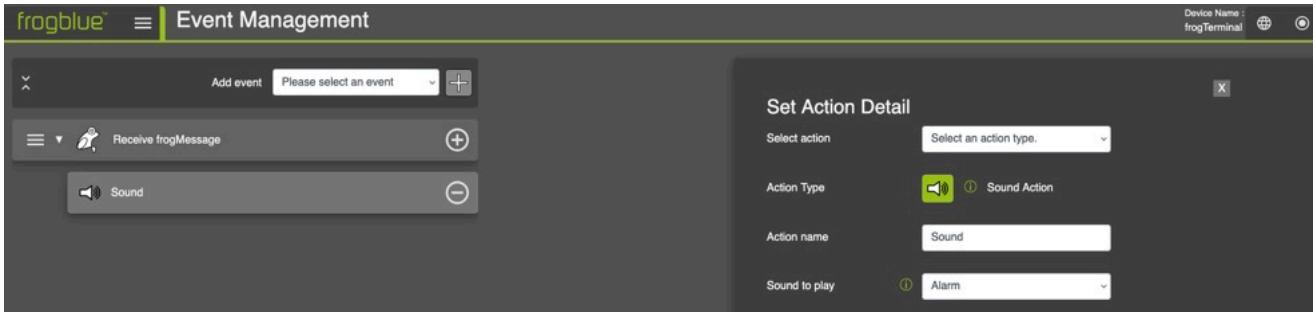 frogblue™ Event Management
Device Name :
frogTerminal
Add event Please select an event
Receive frogMessage
Sound
X
Set Action Detail
Select action Select an action type.
Action Type Sound Action
Action name Sound
Sound to play Alarm